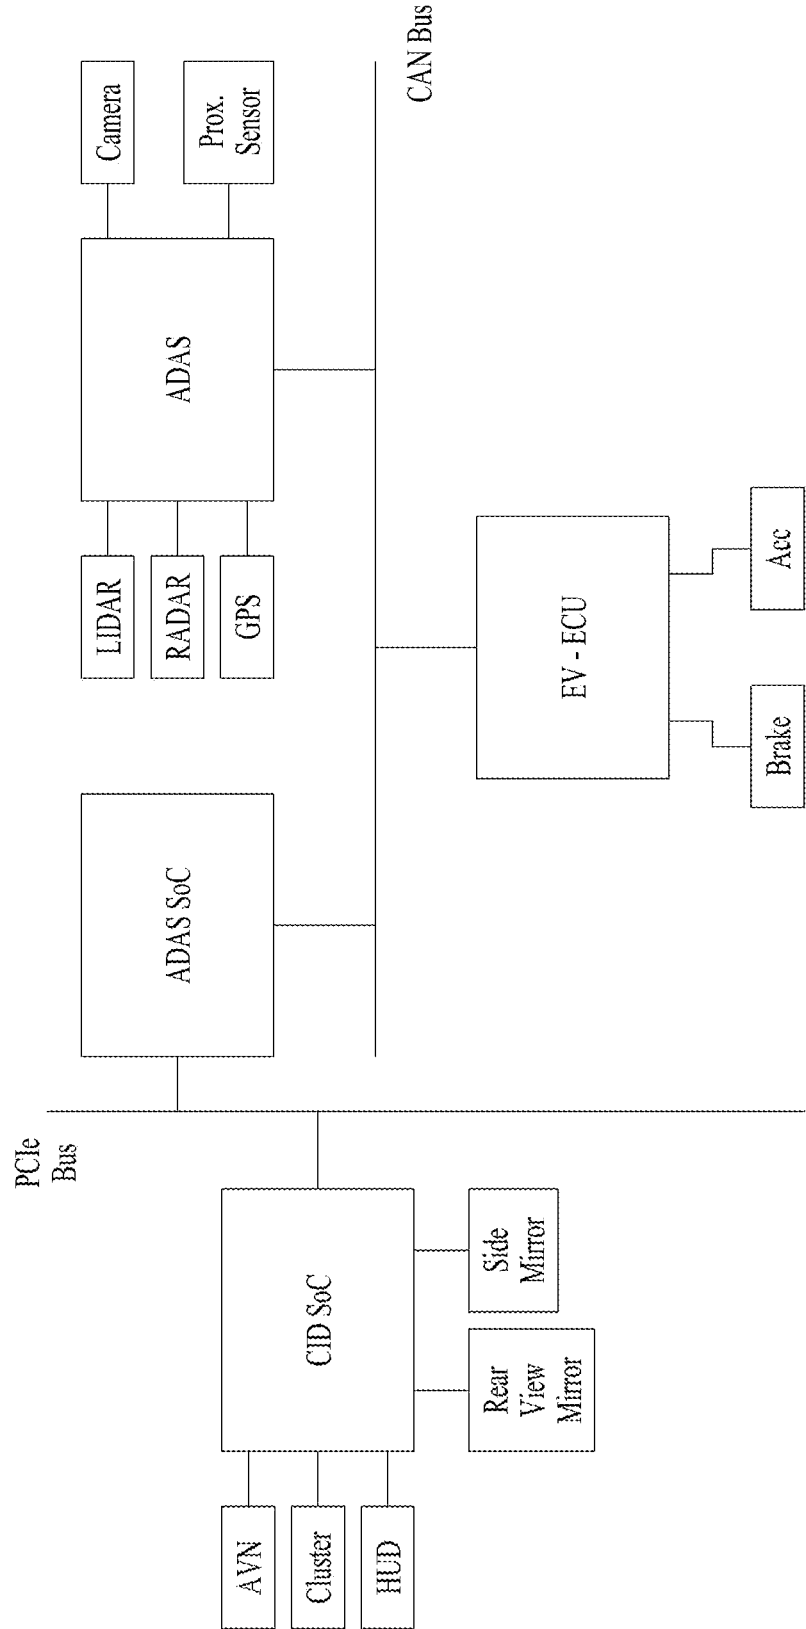 PCIe
Bus
CAN Bus
ADAS SoC
LIDAR
RADAR
GPS
ADAS
Camera
Prox.
Sensor
AVN
Cluster
HUD
CID SoC
Rear
View
Mirror
Side
Mirror
EV - ECU
Brake
Acc